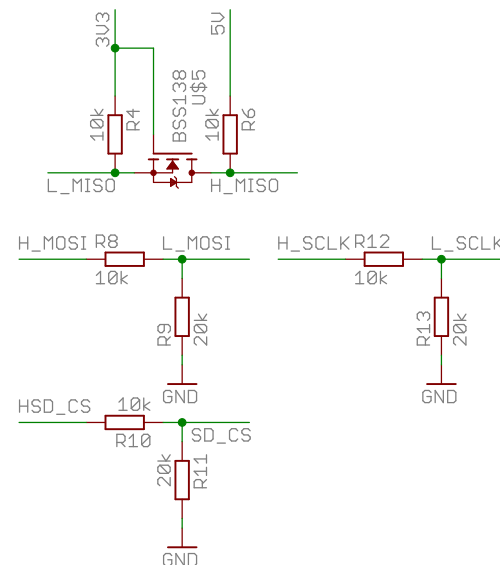 3V3
5V
10k
R4
BSS138
U$5
10k
R6
L_MISO
H_MISO
H_MOSI
R8
10k
L_MOSI
H_SCLK
R12
10k
L_SCLK
R9
20k
GND
R13
20k
GND
HSD_CS
10k
R10
SD_CS
20k
R11
GND